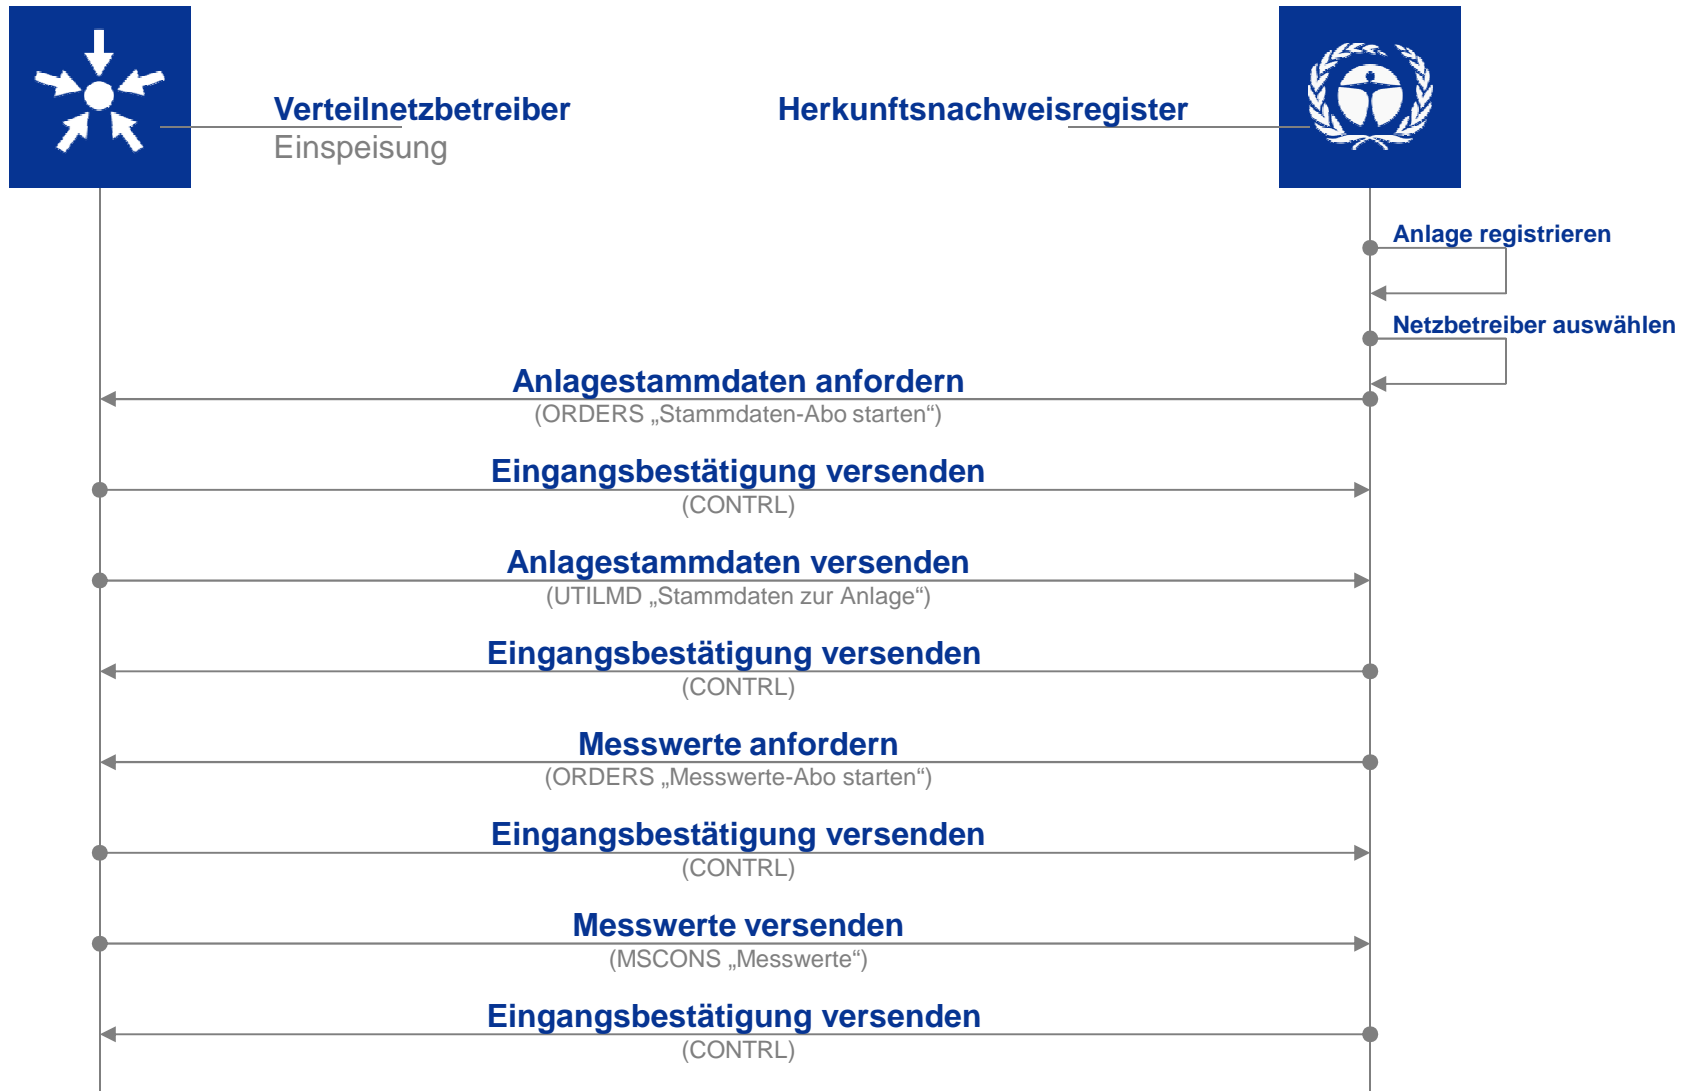 Verteilnetzbetreiber
Einspeisung
Herkunftsnachweisregister
Anlage registrieren
Netzbetreiber auswählen
Anlagestammdaten anfordern
(ORDERS „Stammdaten-Abo starten“)
Eingangsbestätigung versenden
(CONTRL)
Anlagestammdaten versenden
(UTILMD „Stammdaten zur Anlage“)
Eingangsbestätigung versenden
(CONTRL)
Messwerte anfordern
(ORDERS „Messwerte-Abo starten“)
Eingangsbestätigung versenden
(CONTRL)
Messwerte versenden
(MSCONS „Messwerte“)
Eingangsbestätigung versenden
(CONTRL)